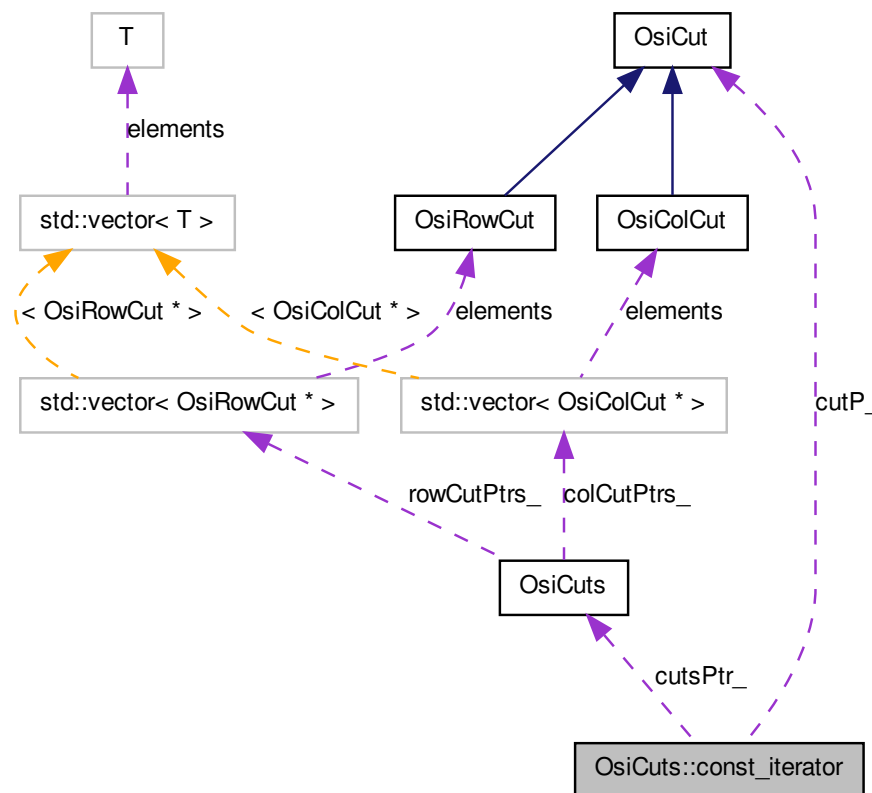 T
OsiCut
elements
std::vector< T >
OsiRowCut
OsiColCut
< OsiRowCut * >
< OsiColCut * >
elements
elements
std::vector< OsiRowCut * >
std::vector< OsiColCut * >
cutP_
rowCutPtrs_
colCutPtrs_
OsiCuts
cutsPtr_
OsiCuts::const_iterator